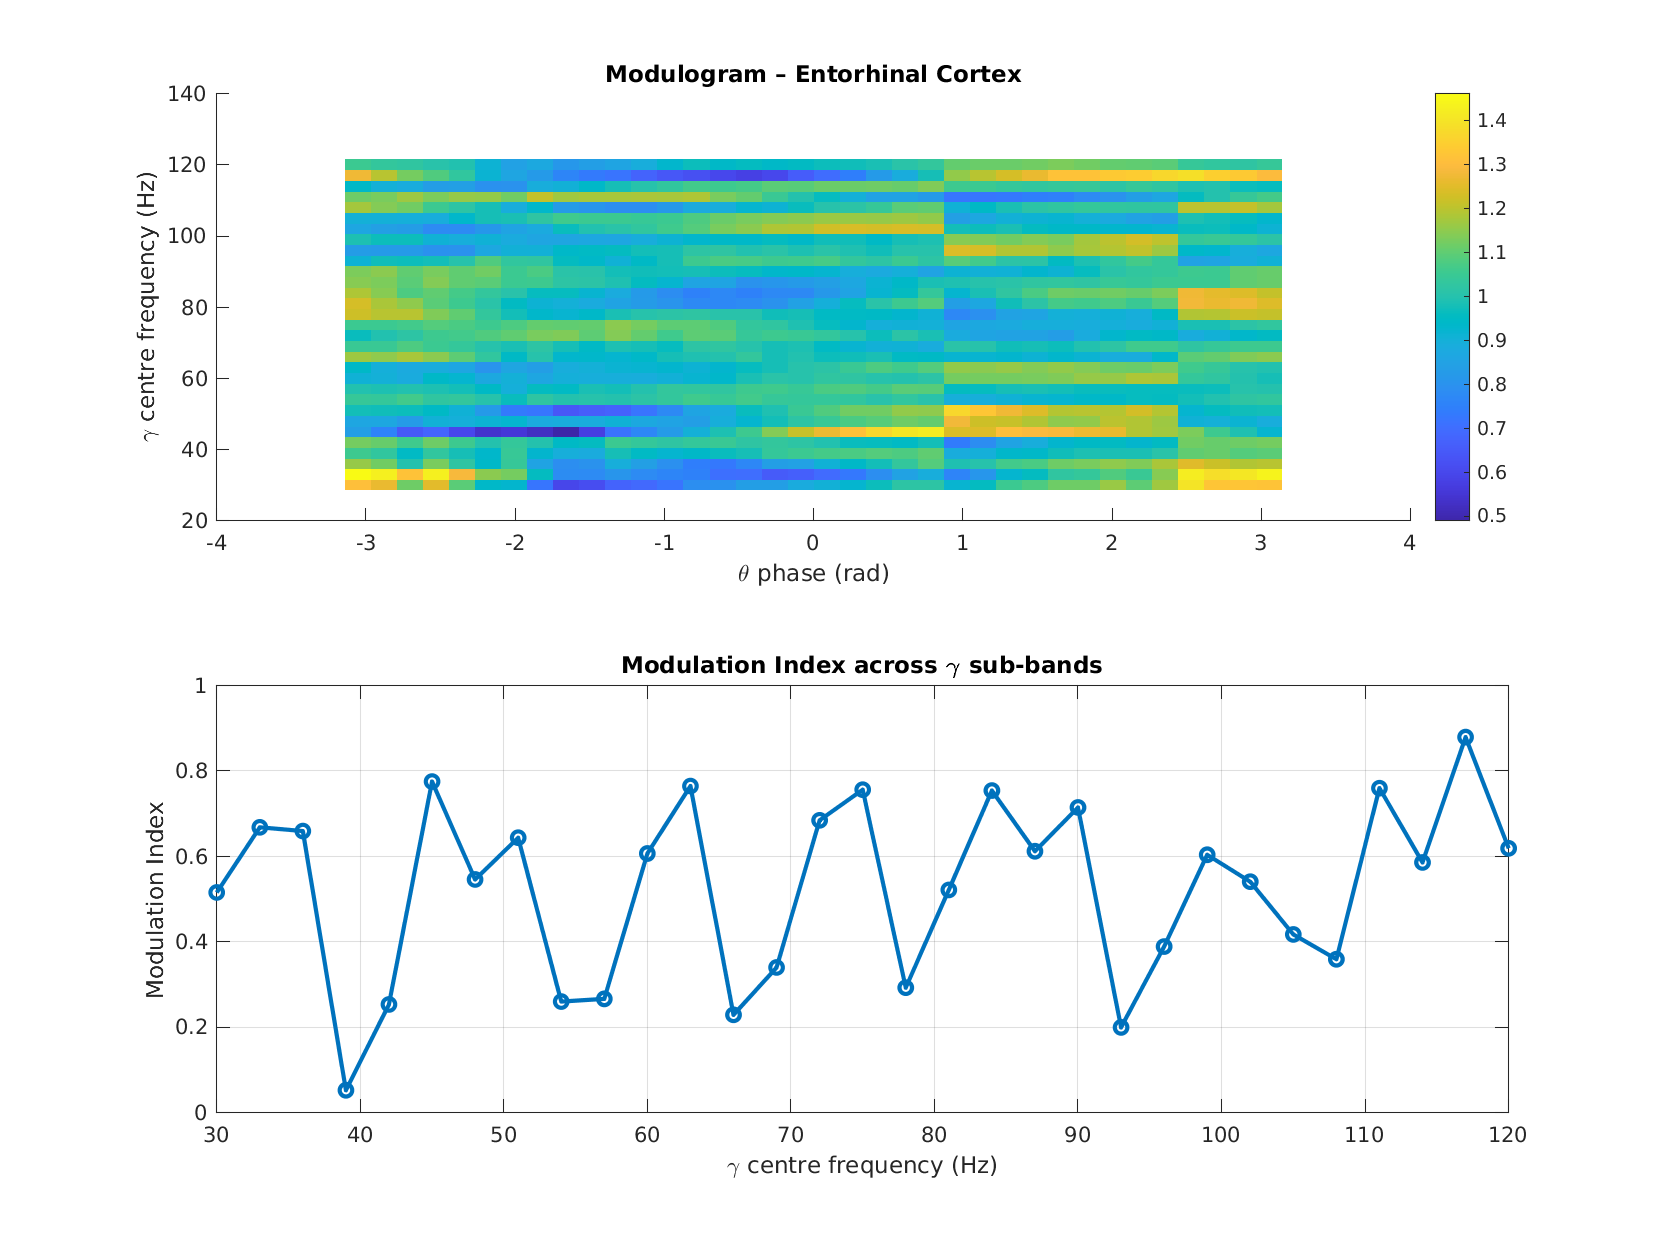 Modulogram – Entorhinal Cortex
140
120
100
80
60
40
20
γ centre frequency (Hz)
-4 -3 -2 -1 0 1 2 3 4
θ phase (rad)
1.4
1.3
1.2
1.1
1
0.9
0.8
0.7
0.6
0.5
Modulation Index across γ sub-bands
1
0.8
0.6
0.4
0.2
0
Modulation Index
30 40 50 60 70 80 90 100 110 120
γ centre frequency (Hz)